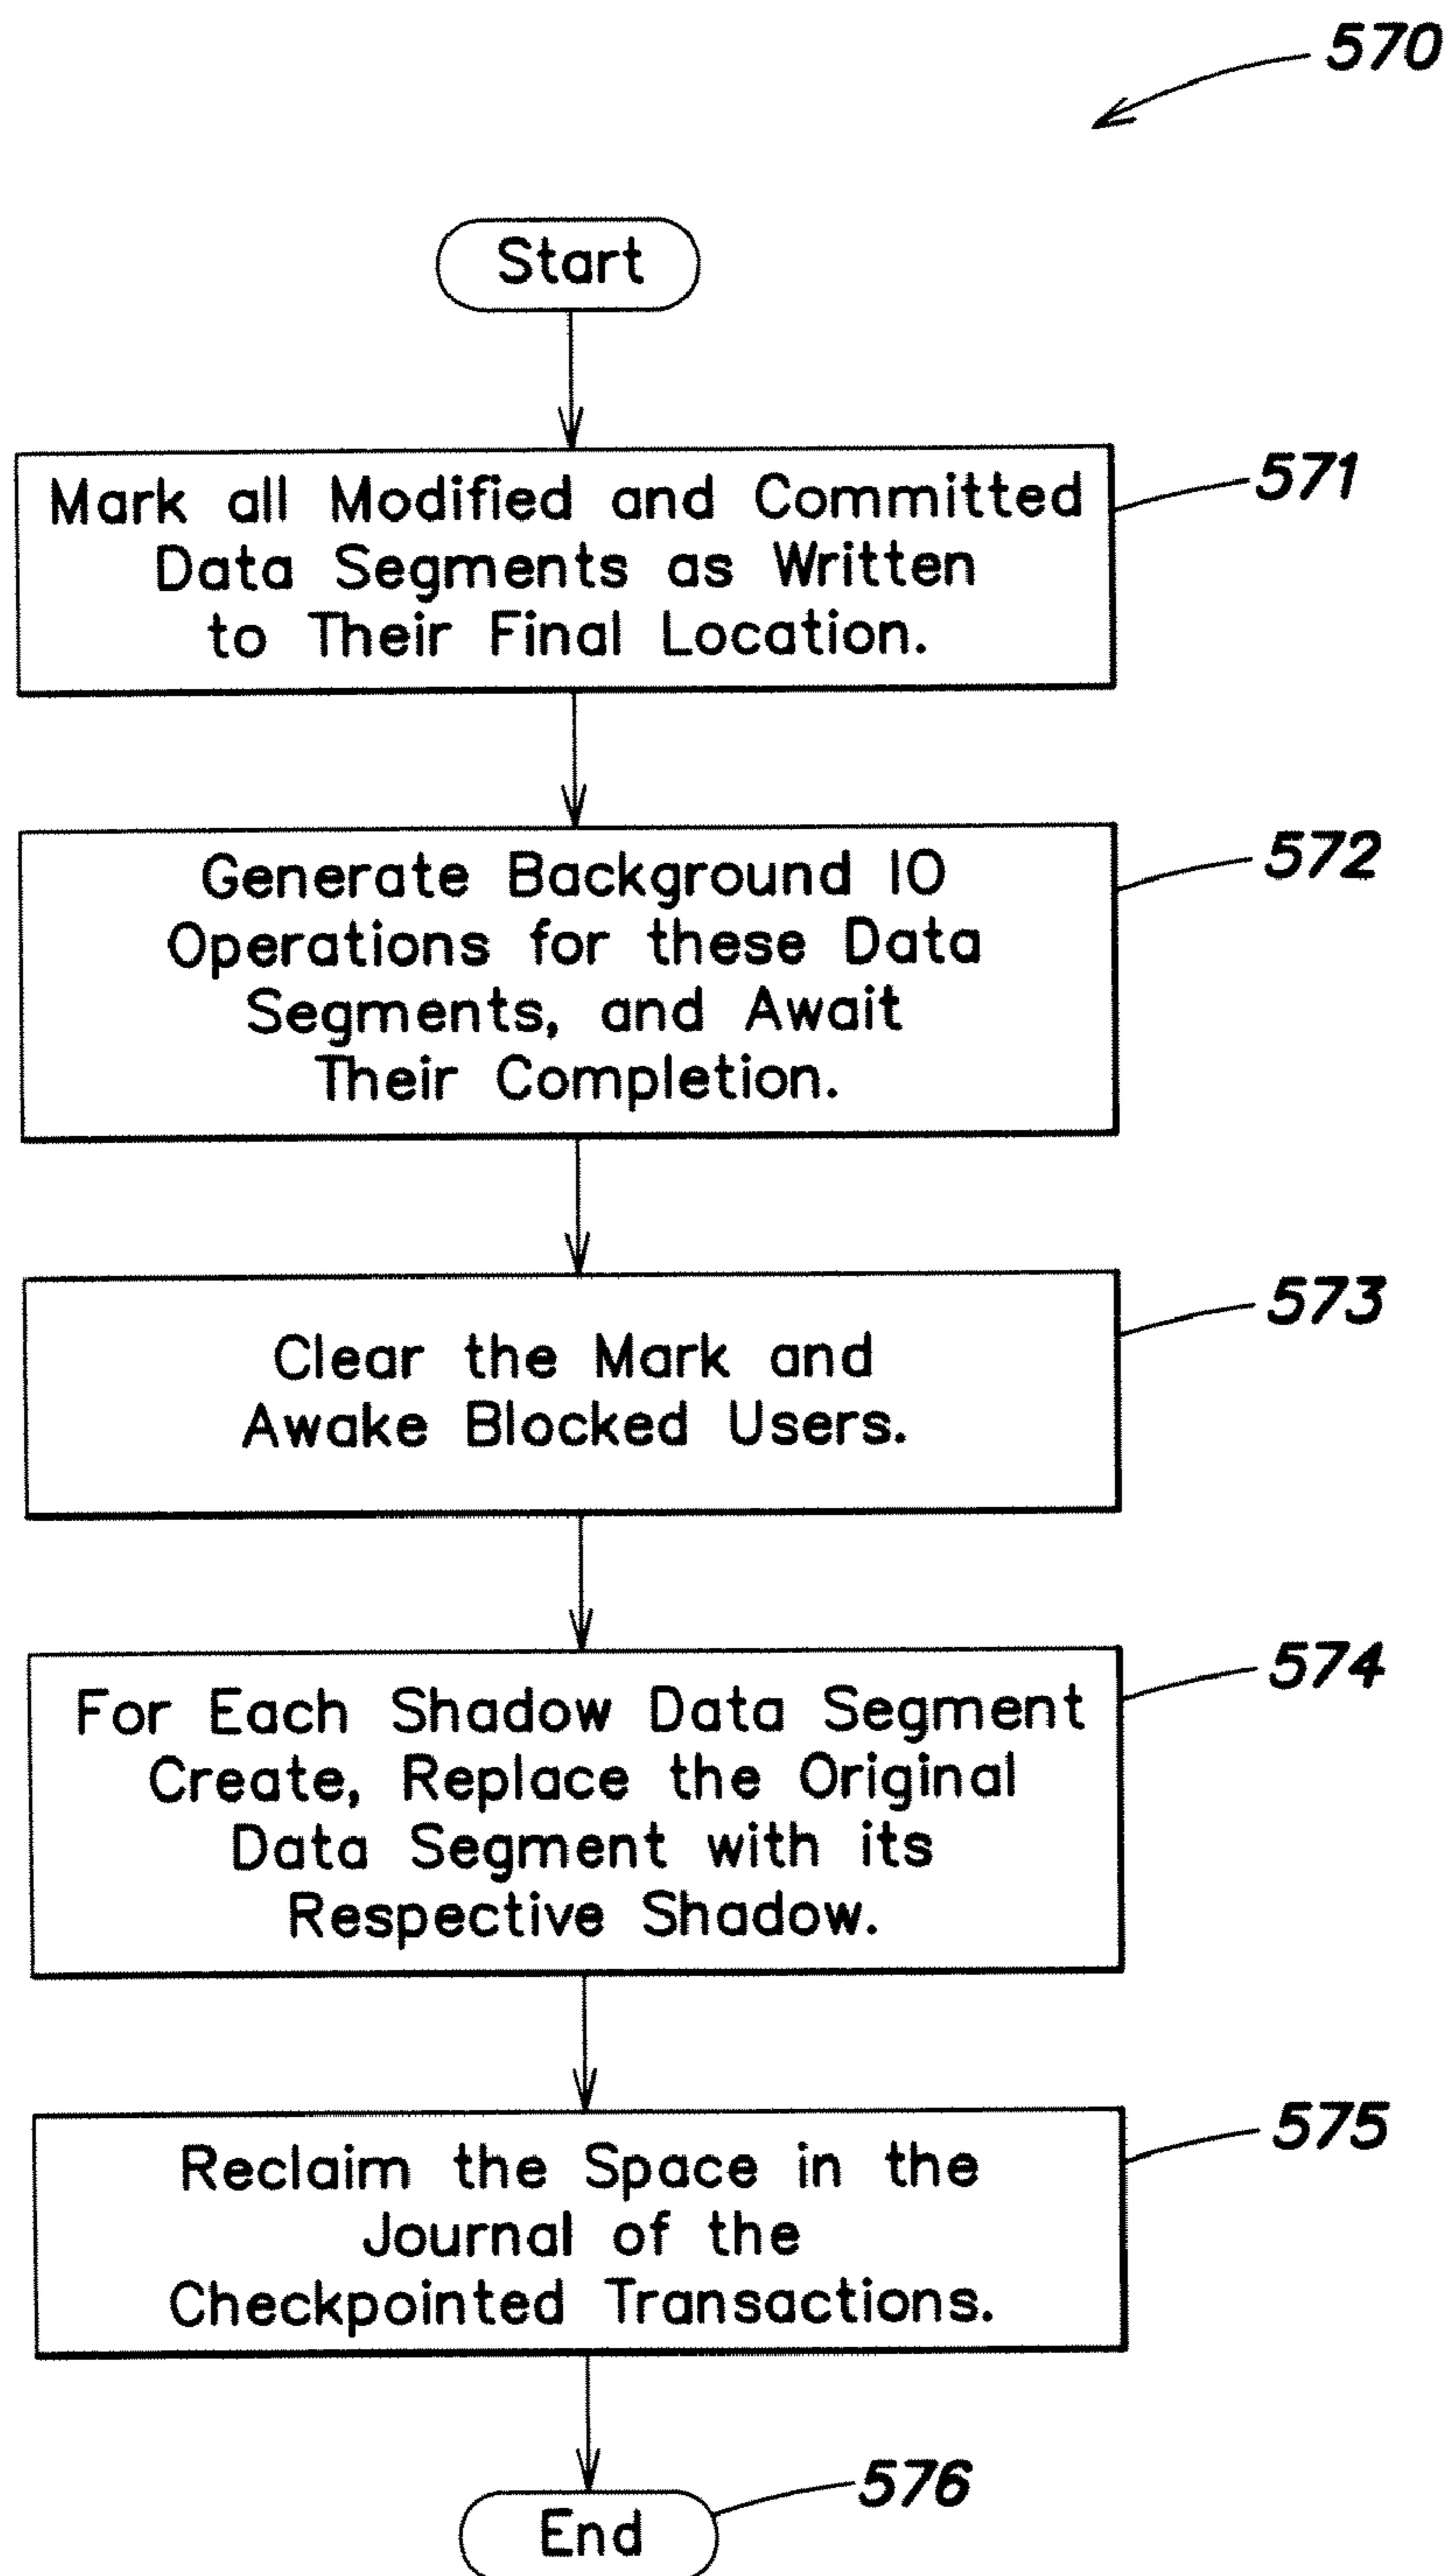 570
Start
Mark all Modified and Committed
Data Segments as Written
to Their Final Location.
571
Generate Background IO
Operations for these Data
Segments, and Await
Their Completion.
572
Clear the Mark and
Awake Blocked Users.
573
For Each Shadow Data Segment
Create, Replace the Original
Data Segment with its
Respective Shadow.
574
Reclaim the Space in the
Journal of the
Checkpointed Transactions.
575
End
576